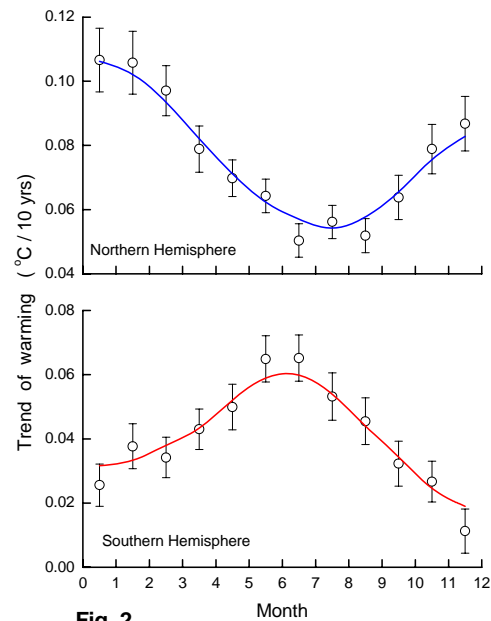 0.12
0.10
0.08
0.06
0.04
Northern Hemisphere
Trend of warming ( °C / 10 yrs)
0.08
0.06
0.04
0.02
0.00
Southern Hemisphere
0 1 2 3 4 5 6 7 8 9 10 11 12
Month
Fig. 2